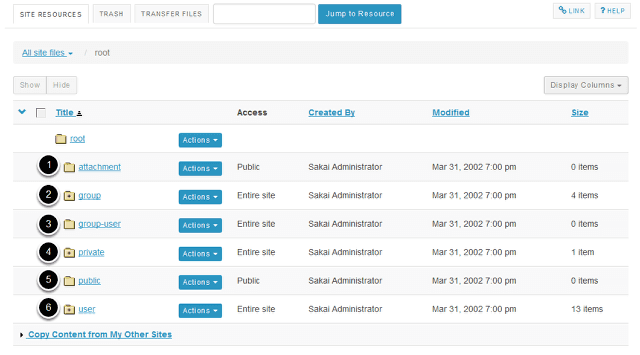 SITE RESOURCES TRASH TRANSFER FILES Jump to Resource LINK ? HELP
All site files / root
Show Hide Display Columns
Title Access Created By Modified Size
root Actions
1 attachment Actions Public Sakai Administrator Mar 31, 2002 7:00 pm 0 items
2 group Actions Entire site Sakai Administrator Mar 31, 2002 7:00 pm 4 items
3 group-user Actions Entire site Sakai Administrator Mar 31, 2002 7:00 pm 0 items
4 private Actions Entire site Sakai Administrator Mar 31, 2002 7:00 pm 1 item
5 public Actions Public Sakai Administrator Mar 31, 2002 7:00 pm 0 items
6 user Actions Entire site Sakai Administrator Mar 31, 2002 7:00 pm 13 items
Copy Content from My Other Sites